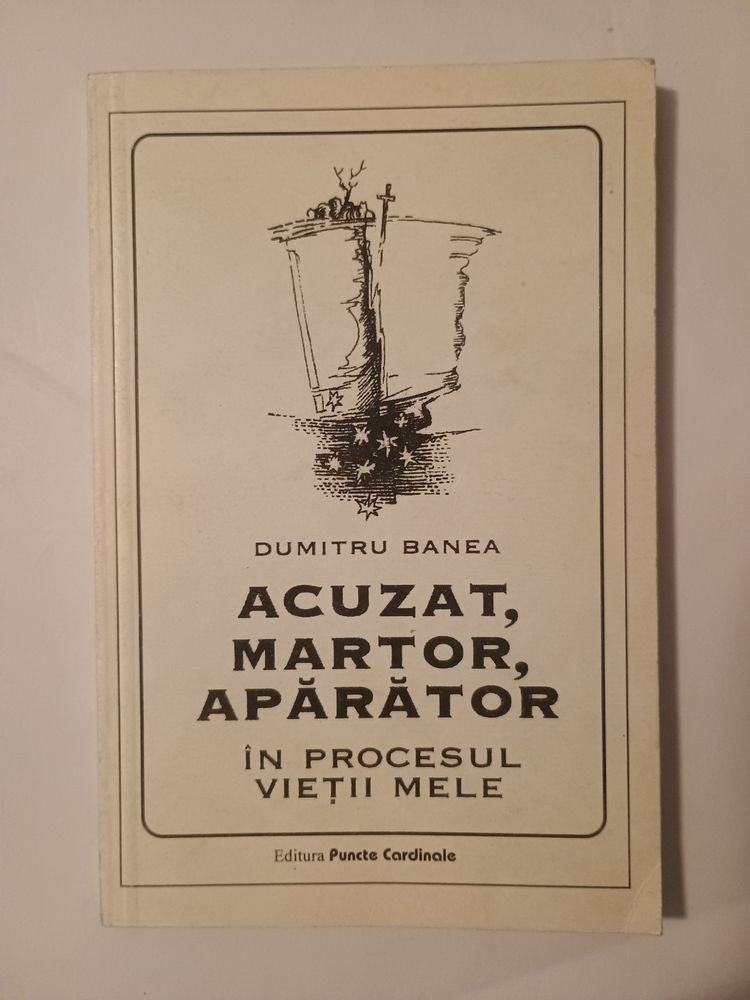 DUMITRU BANEA
ACUZAT,
MARTOR,
APĂRĂTOR
ÎN PROCESUL
VIEȚII MELE
Editura Puncte Cardinale